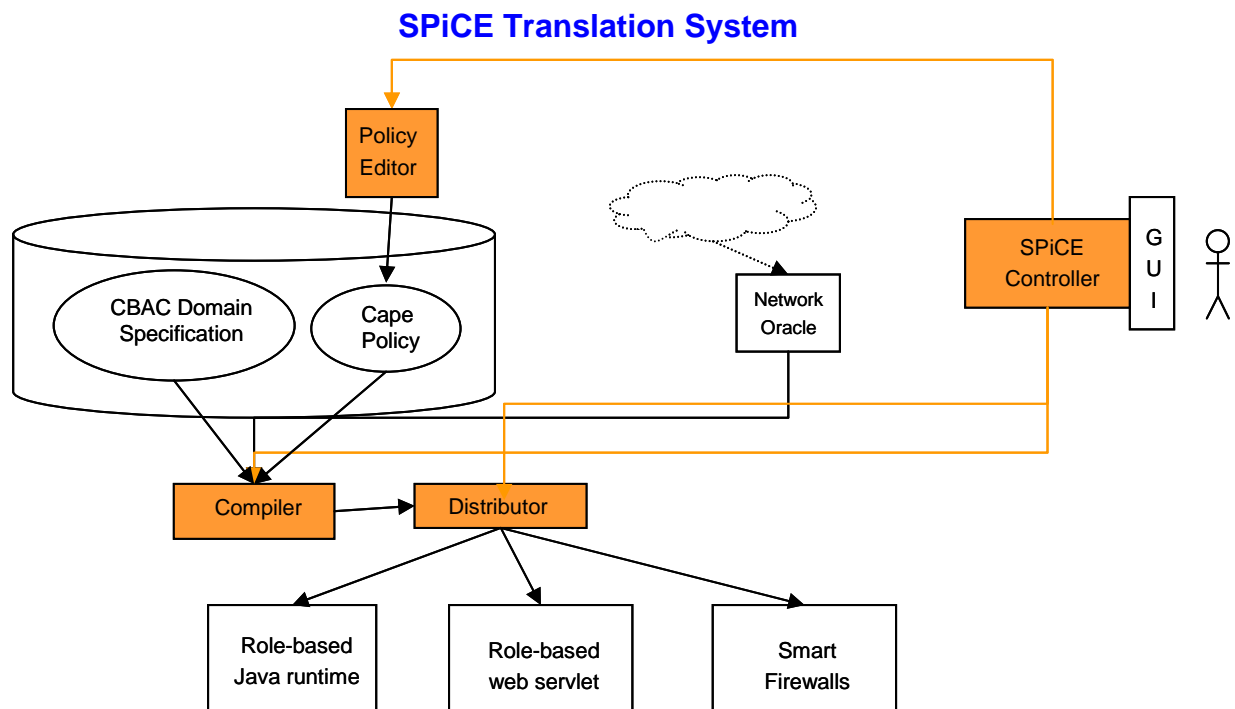 SPiCE Translation System
Policy
Editor
SPiCE
Controller
G
U
I
CBAC Domain
Specification
Cape
Policy
Network
Oracle
Compiler
Distributor
Role-based
Java runtime
Role-based
web servlet
Smart
Firewalls